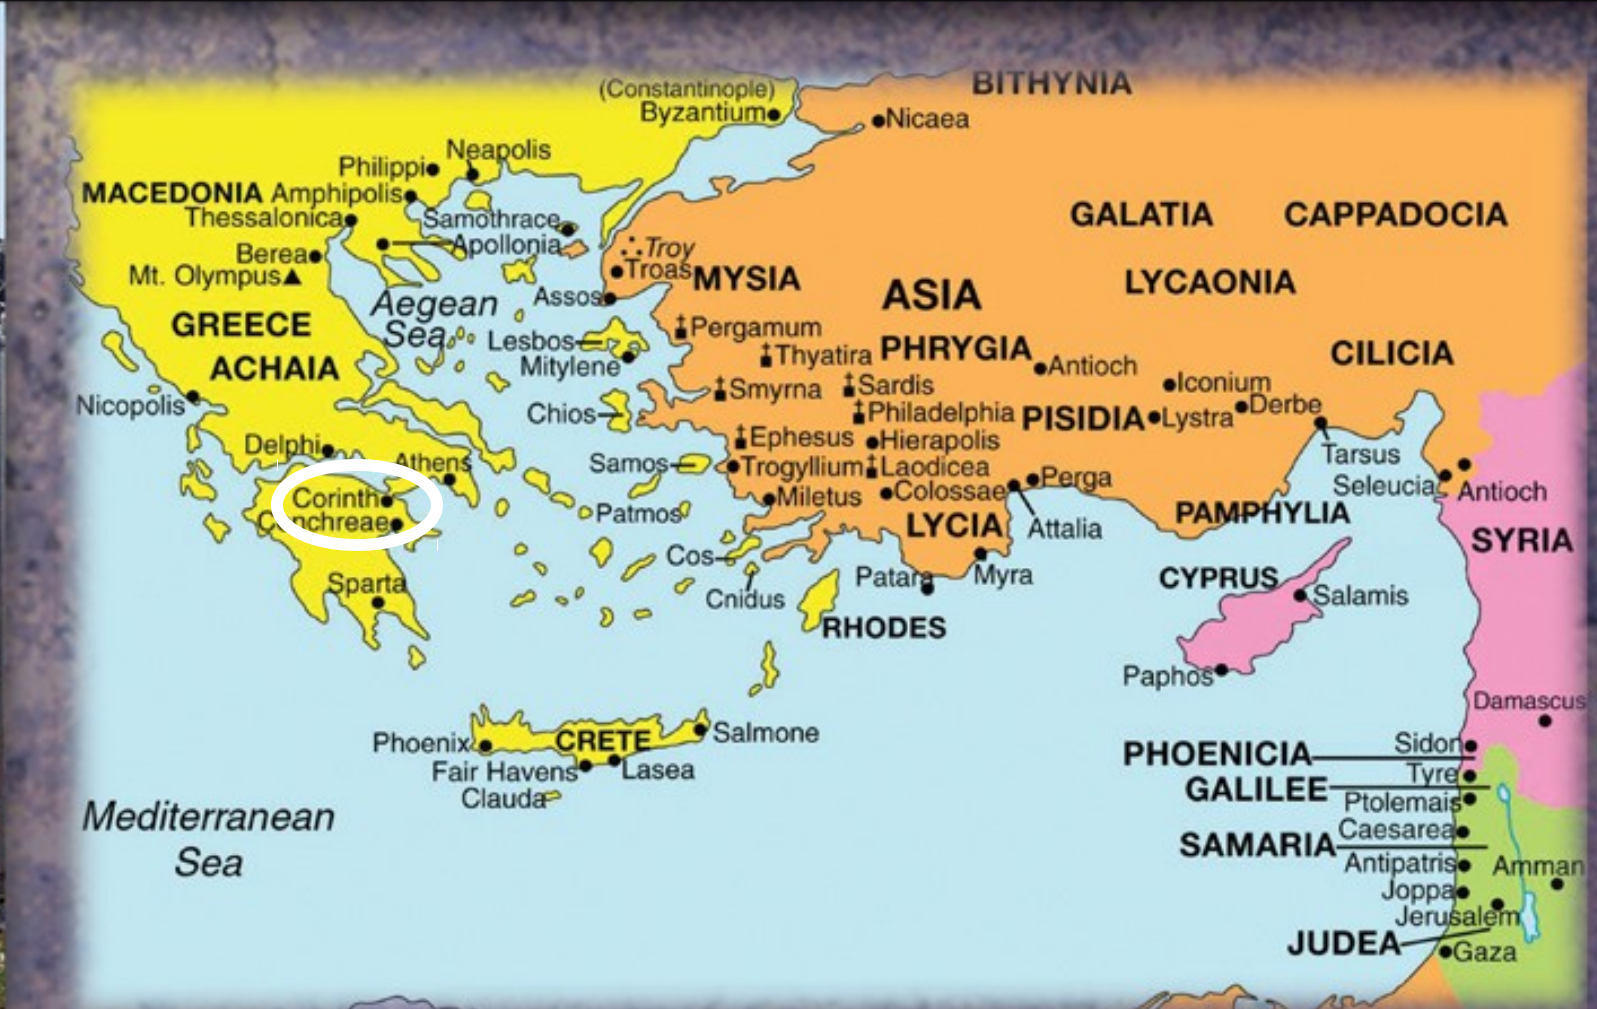 BITHYNIA
(Constantinople)
Byzantium
Nicaea
Neapolis
Philippi
MACEDONIA
Amphipolis
Thessalonica
Samothrace
Apollonia
Berea
Mt. Olympus
Troy
Troas
GALATIA
CAPPADOCIA
MYSIA
ASIA
LYCAONIA
Aegean
Sea
Assos
GREECE
ACHAIA
Lesbos
Mitylene
Pergamum
Thyatira
PHRYGIA
Antioch
CILICIA
Smyrna
Sardis
Iconium
Nicopolis
Chios
Philadelphia
PISIDIA
Lystra
Derbe
Delphi
Athens
Ephesus
Hierapolis
Tarsus
Samos
Trogyllium
Laodicea
Perga
Seleucia
Antioch
Corinth
Cenchreae
Miletus
Colossae
Patmos
LYCIA
Attalia
PAMPHYLIA
SYRIA
Cos
Cnidus
Patara
Myra
CYPRUS
Salamis
Sparta
RHODES
Paphos
Damascus
Phoenix
CRETE
Salmone
Fair Havens
Lasea
Clauda
PHOENICIA
Sidon
Tyre
GALILEE
Ptolemais
Mediterranean
Sea
SAMARIA
Caesarea
Antipatris
Amman
Joppa
Jerusalem
JUDEA
Gaza